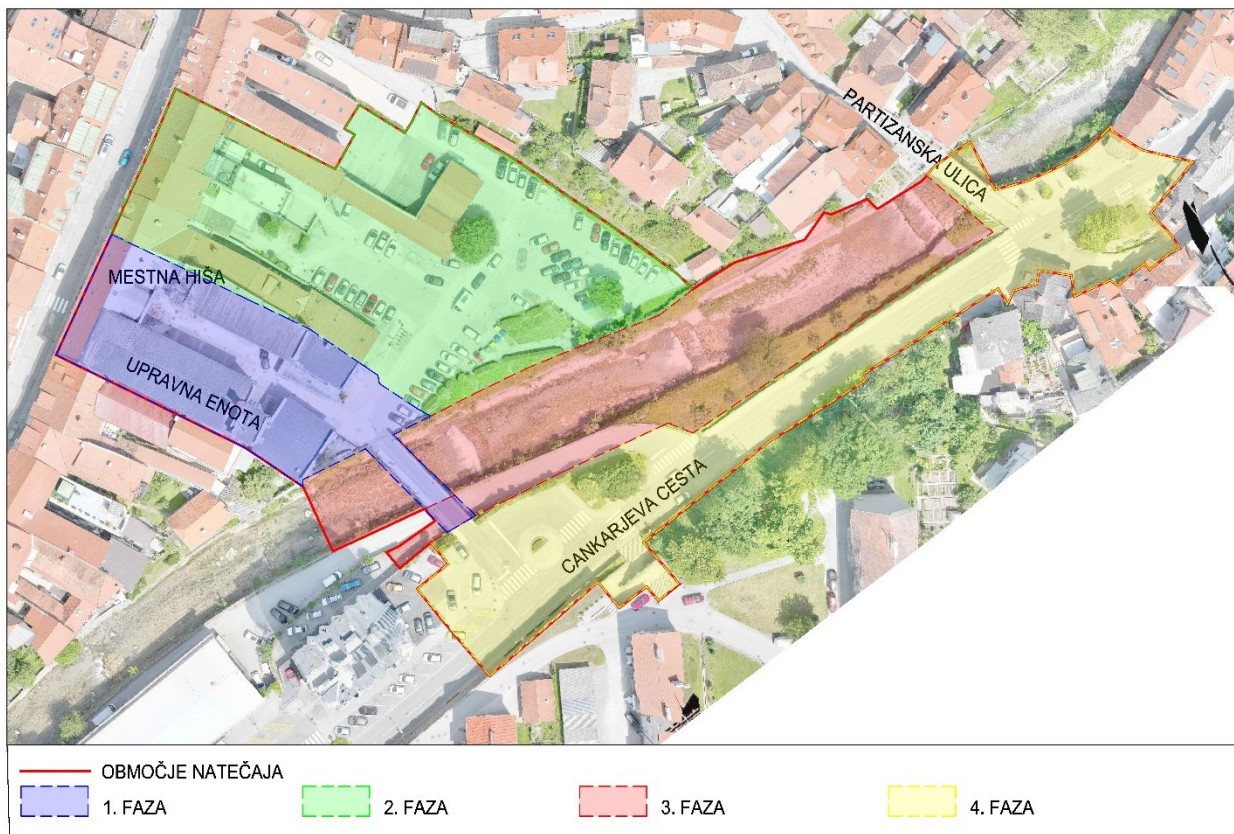 PARTIZANSKA ULICA
MESTNA HIŠA
UPRAVNA ENOTA
CANKARJEVA CESTA
OBMOČJE NATEČAJA
1. FAZA
2. FAZA
3. FAZA
4. FAZA